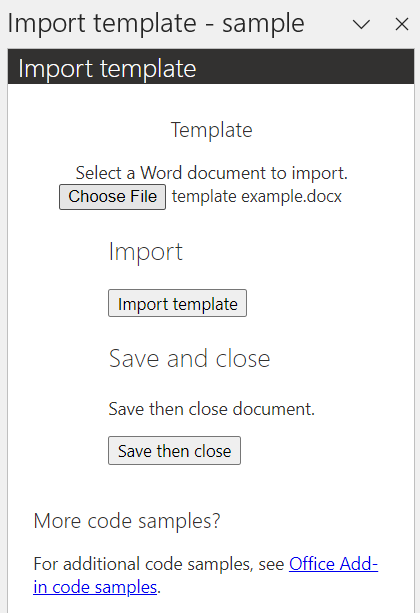 Import template - sample
Import template
Template
Select a Word document to import.
Choose File template example.docx
Import
Import template
Save and close
Save then close document.
Save then close
More code samples?
For additional code samples, see Office Add-
in code samples.